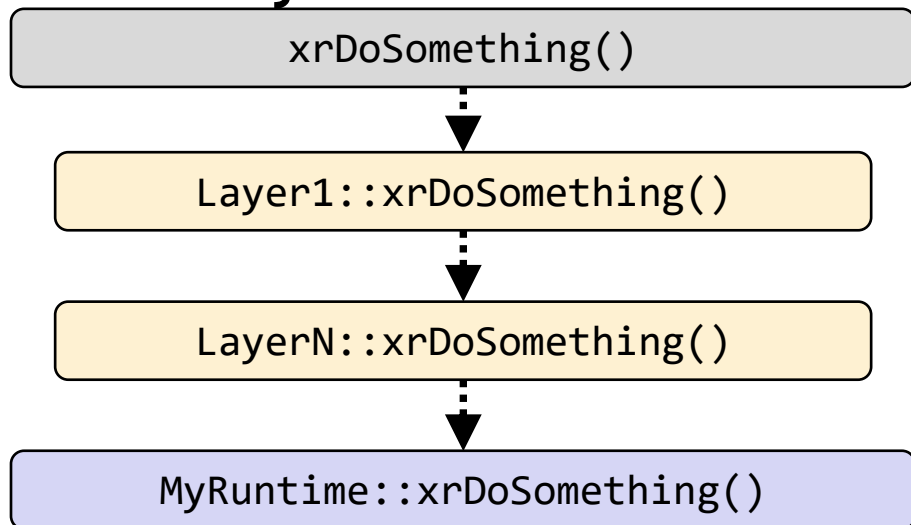 xrDoSomething()
Layer1::xrDoSomething()
LayerN::xrDoSomething()
MyRuntime::xrDoSomething()